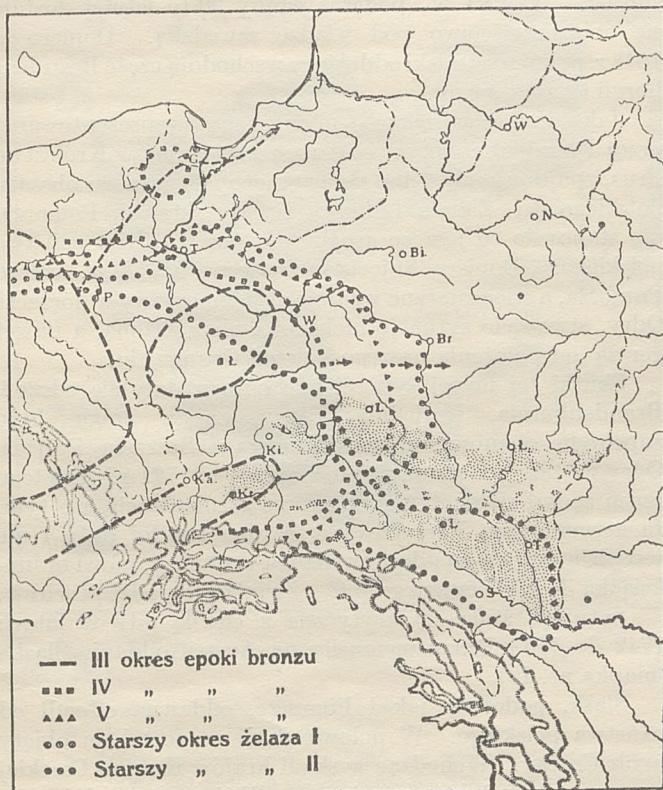 W
N
G
T
Bi.
P
W
Br
Ł.
L.
Ki.
Ł.
Ka.
Kr.
L.
T
S
III okres epoki bronzu
IV „ „ „
V „ „ „
Starszy okres żelaza I
Starszy „ „ II